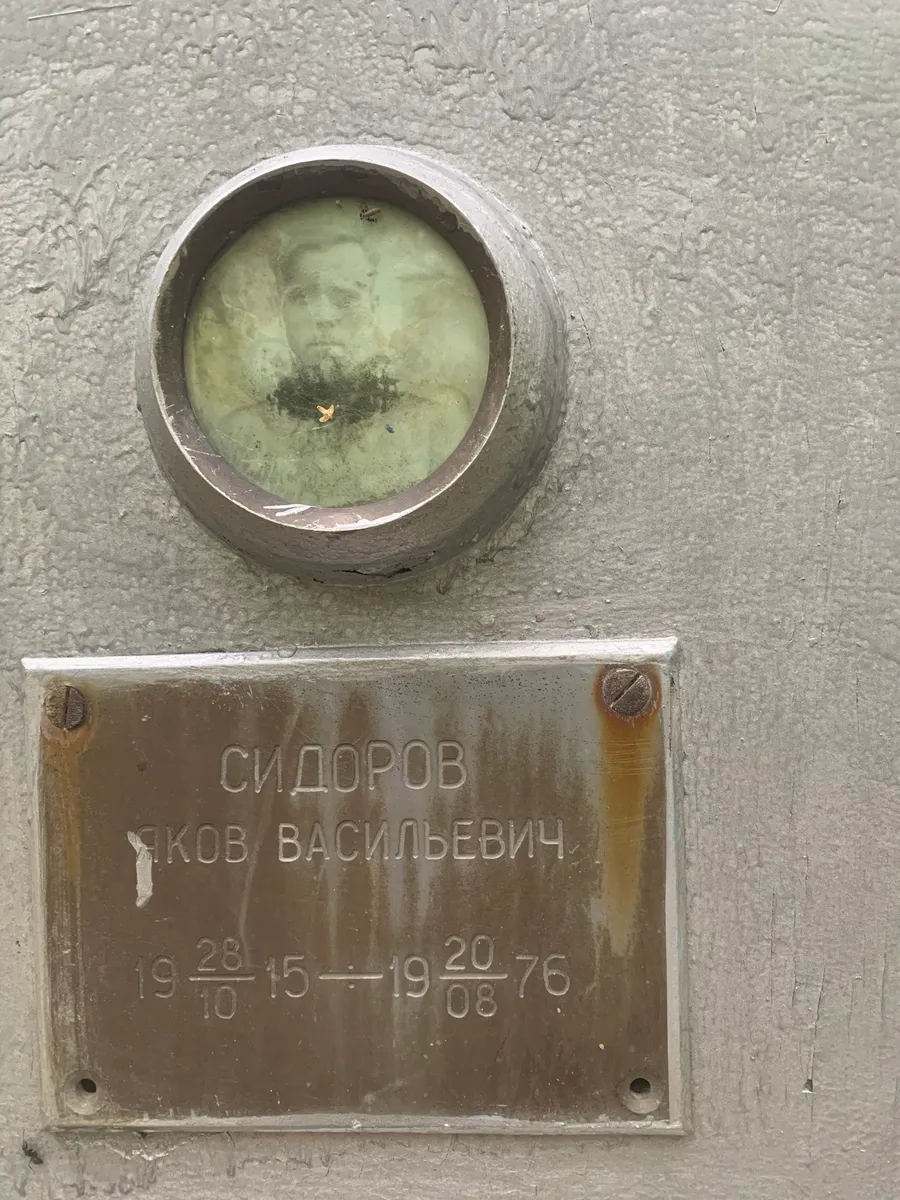 СИДОРОВ
ЯКОВ ВАСИЛЬЕВИЧ
19 28/10 15 ÷ 19 20/08 76